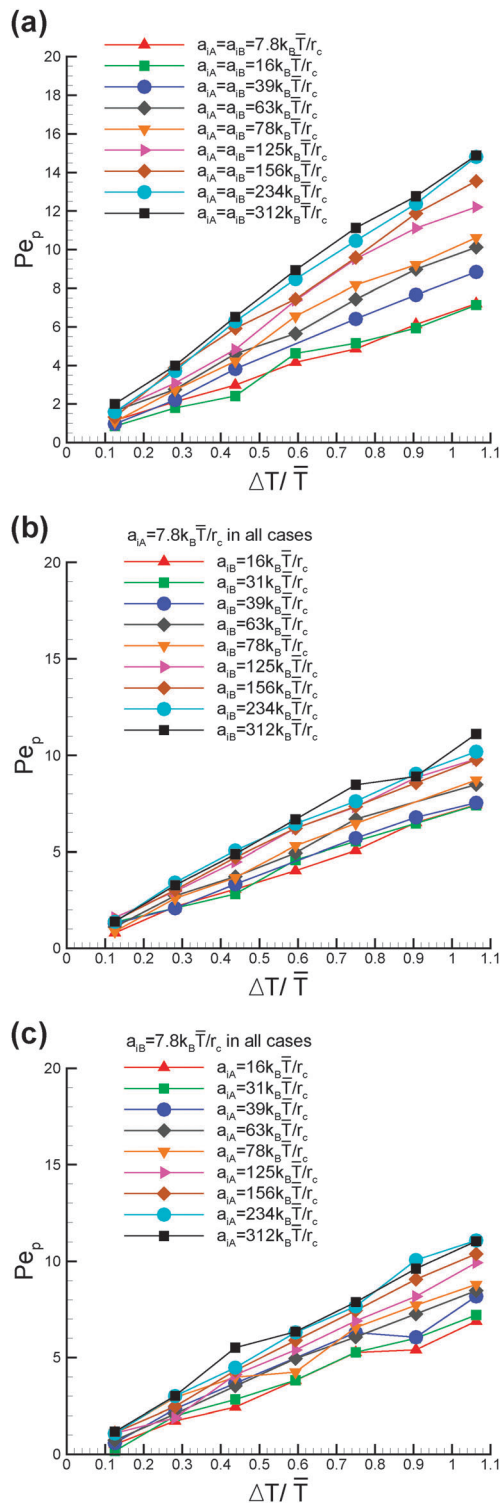 (a)
a_iA=a_iB=7.8k_BT̅/r_c
a_iA=a_iB=16k_BT̅/r_c
a_iA=a_iB=39k_BT̅/r_c
a_iA=a_iB=63k_BT̅/r_c
a_iA=a_iB=78k_BT̅/r_c
a_iA=a_iB=125k_BT̅/r_c
a_iA=a_iB=156k_BT̅/r_c
a_iA=a_iB=234k_BT̅/r_c
a_iA=a_iB=312k_BT̅/r_c
20
18
16
14
12
10
8
6
4
2
0
Pe_p
0 0.1 0.2 0.3 0.4 0.5 0.6 0.7 0.8 0.9 1 1.1
ΔT/ T̅
(b)
a_iA=7.8k_BT̅/r_c in all cases
a_iB=16k_BT̅/r_c
a_iB=31k_BT̅/r_c
a_iB=39k_BT̅/r_c
a_iB=63k_BT̅/r_c
a_iB=78k_BT̅/r_c
a_iB=125k_BT̅/r_c
a_iB=156k_BT̅/r_c
a_iB=234k_BT̅/r_c
a_iB=312k_BT̅/r_c
20
15
10
5
0
Pe_p
0 0.1 0.2 0.3 0.4 0.5 0.6 0.7 0.8 0.9 1 1.1
ΔT/ T̅
(c)
a_iB=7.8k_BT̅/r_c in all cases
a_iA=16k_BT̅/r_c
a_iA=31k_BT̅/r_c
a_iA=39k_BT̅/r_c
a_iA=63k_BT̅/r_c
a_iA=78k_BT̅/r_c
a_iA=125k_BT̅/r_c
a_iA=156k_BT̅/r_c
a_iA=234k_BT̅/r_c
a_iA=312k_BT̅/r_c
20
15
10
5
0
Pe_p
0 0.1 0.2 0.3 0.4 0.5 0.6 0.7 0.8 0.9 1 1.1
ΔT/ T̅